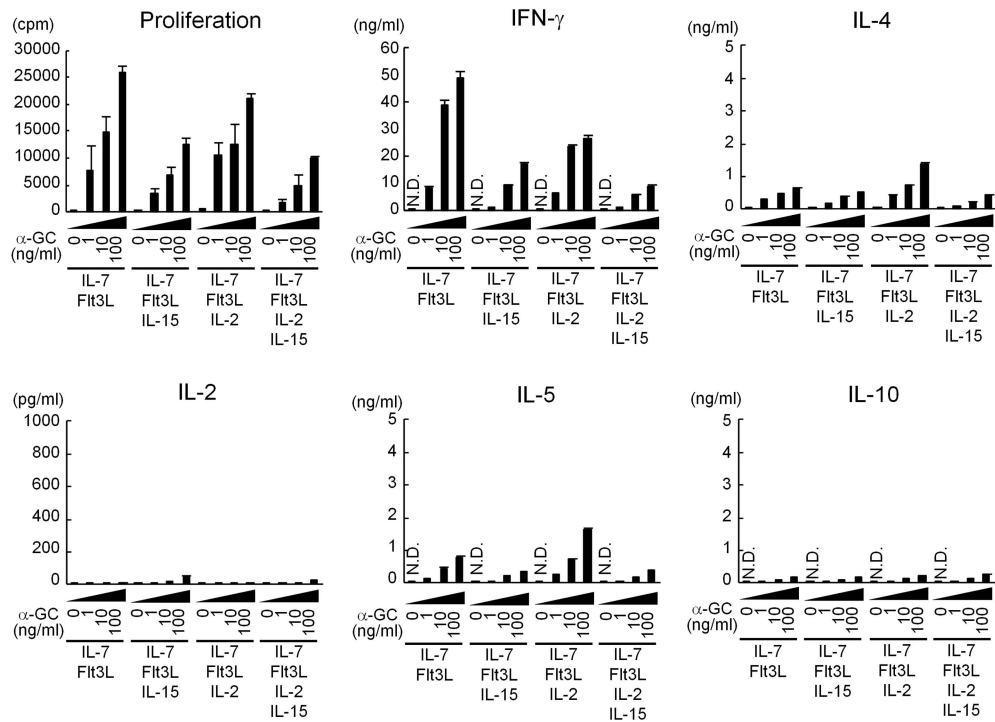 Proliferation
(cpm)
30000
25000
20000
15000
10000
5000
0
α-GC
(ng/ml)
0 1 10 100 0 1 10 100 0 1 10 100 0 1 10 100
IL-7 IL-7 IL-7 IL-7
Flt3L Flt3L Flt3L Flt3L
IL-15 IL-2 IL-2
IL-15
IFN-γ
(ng/ml)
60
50
40
30
20
10
0
N.D. N.D. N.D. N.D.
α-GC
(ng/ml)
0 1 10 100 0 1 10 100 0 1 10 100 0 1 10 100
IL-7 IL-7 IL-7 IL-7
Flt3L Flt3L Flt3L Flt3L
IL-15 IL-2 IL-2
IL-15
IL-4
(ng/ml)
5
4
3
2
1
0
α-GC
(ng/ml)
0 1 10 100 0 1 10 100 0 1 10 100 0 1 10 100
IL-7 IL-7 IL-7 IL-7
Flt3L Flt3L Flt3L Flt3L
IL-15 IL-2 IL-2
IL-15
IL-2
(pg/ml)
1000
800
600
400
200
0
α-GC
(ng/ml)
0 1 10 100 0 1 10 100 0 1 10 100 0 1 10 100
IL-7 IL-7 IL-7 IL-7
Flt3L Flt3L Flt3L Flt3L
IL-15 IL-2 IL-2
IL-15
IL-5
(ng/ml)
5
4
3
2
1
0
N.D. N.D. N.D. N.D.
α-GC
(ng/ml)
0 1 10 100 0 1 10 100 0 1 10 100 0 1 10 100
IL-7 IL-7 IL-7 IL-7
Flt3L Flt3L Flt3L Flt3L
IL-15 IL-2 IL-2
IL-15
IL-10
(ng/ml)
5
4
3
2
1
0
N.D. N.D. N.D. N.D.
α-GC
(ng/ml)
0 1 10 100 0 1 10 100 0 1 10 100 0 1 10 100
IL-7 IL-7 IL-7 IL-7
Flt3L Flt3L Flt3L Flt3L
IL-15 IL-2 IL-2
IL-15